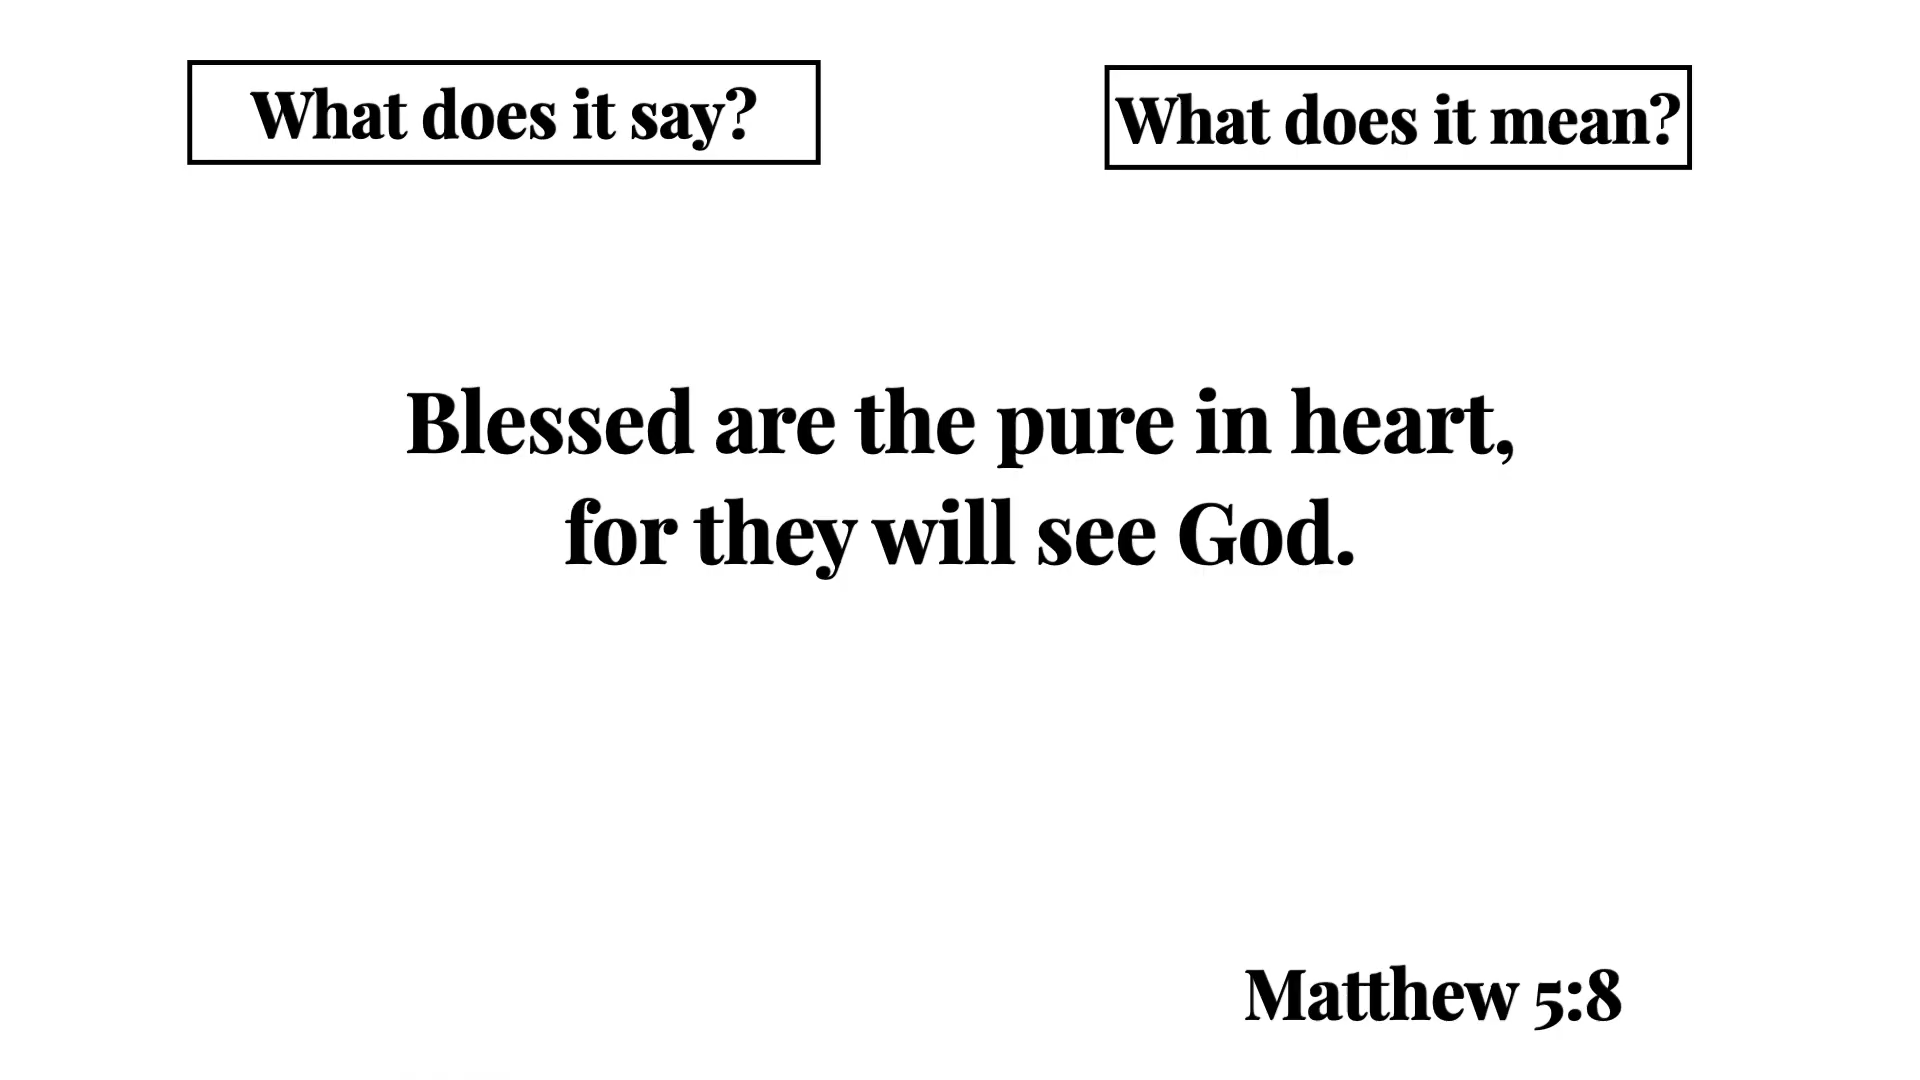 What does it say?
What does it mean?
Blessed are the pure in heart,
for they will see God.
Matthew 5:8